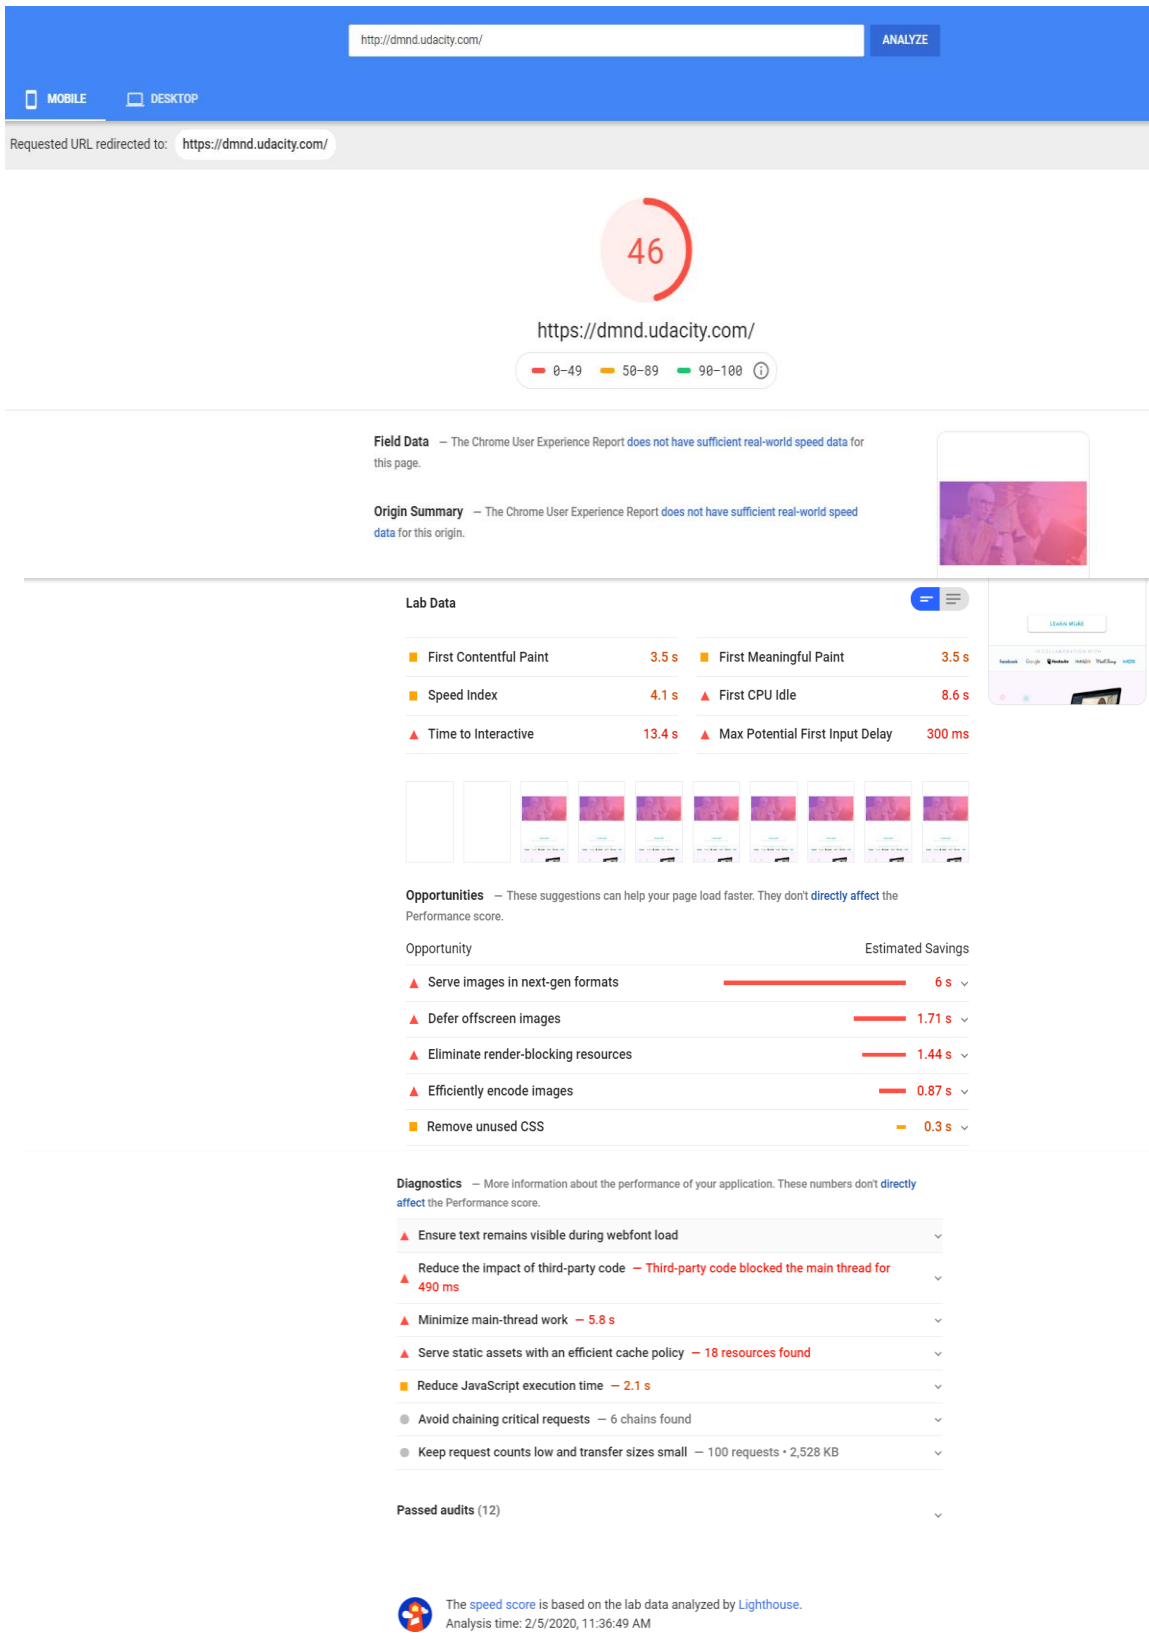 http://dmnd.udacity.com/
ANALYZE
MOBILE
DESKTOP
Requested URL redirected to: https://dmnd.udacity.com/
46
https://dmnd.udacity.com/
0–49 50–89 90–100
Field Data — The Chrome User Experience Report does not have sufficient real-world speed data for
this page.
Origin Summary — The Chrome User Experience Report does not have sufficient real-world speed
data for this origin.
Lab Data
LEARN MORE
IN COLLABORATION WITH
facebook Google Hootsuite HubSpot MailChimp MOZ
First Contentful Paint 3.5 s
First Meaningful Paint 3.5 s
Speed Index 4.1 s
First CPU Idle 8.6 s
Time to Interactive 13.4 s
Max Potential First Input Delay 300 ms
Opportunities — These suggestions can help your page load faster. They don't directly affect the
Performance score.
Opportunity Estimated Savings
Serve images in next-gen formats 6 s
Defer offscreen images 1.71 s
Eliminate render-blocking resources 1.44 s
Efficiently encode images 0.87 s
Remove unused CSS 0.3 s
Diagnostics — More information about the performance of your application. These numbers don't directly
affect the Performance score.
Ensure text remains visible during webfont load
Reduce the impact of third-party code — Third-party code blocked the main thread for
490 ms
Minimize main-thread work — 5.8 s
Serve static assets with an efficient cache policy — 18 resources found
Reduce JavaScript execution time — 2.1 s
Avoid chaining critical requests — 6 chains found
Keep request counts low and transfer sizes small — 100 requests • 2,528 KB
Passed audits (12)
The speed score is based on the lab data analyzed by Lighthouse.
Analysis time: 2/5/2020, 11:36:49 AM